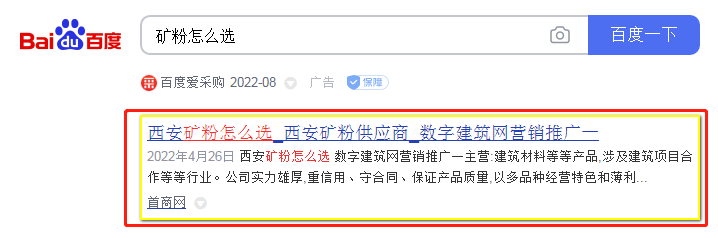 Bai du 百度
矿粉怎么选
百度一下
百度爱采购 2022-08 广告 保障
西安矿粉怎么选_西安矿粉供应商_数字建筑网营销推广一
2022年4月26日 西安矿粉怎么选 数字建筑网营销推广一主营:建筑材料等等产品,涉及建筑项目合
作等等行业。公司实力雄厚,重信用、守合同、保证产品质量,以多品种经营特色和薄利...
首商网